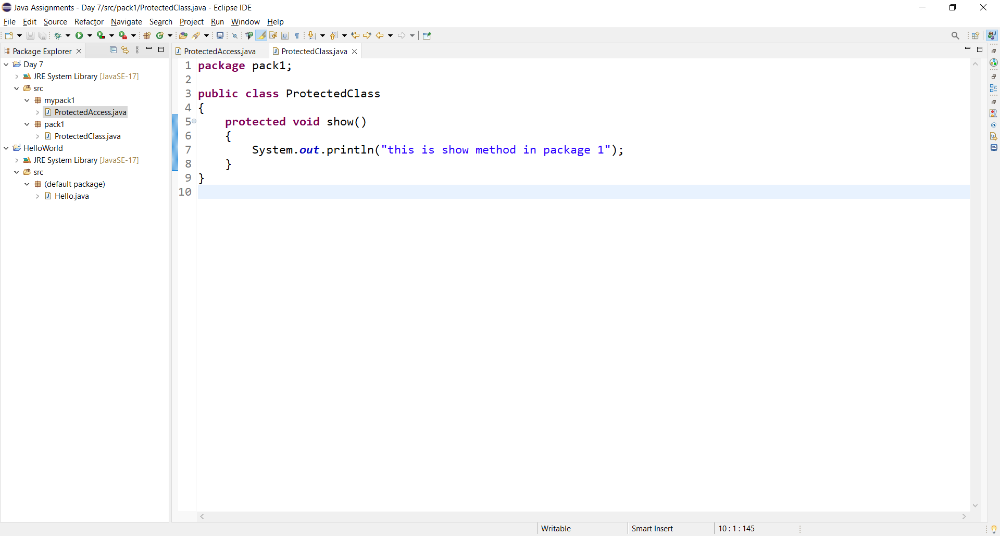 Java Assignments - Day 7/src/pack1/ProtectedClass.java - Eclipse IDE
File Edit Source Refactor Navigate Search Project Run Window Help
Package Explorer
Day 7
JRE System Library [JavaSE-17]
src
mypack1
ProtectedAccess.java
pack1
ProtectedClass.java
HelloWorld
JRE System Library [JavaSE-17]
src
(default package)
Hello.java
ProtectedAccess.java ProtectedClass.java
1 package pack1;
2
3 public class ProtectedClass
4 {
5 protected void show()
6 {
7 System.out.println("this is show method in package 1");
8 }
9 }
10
Writable Smart Insert 10 : 1 : 145